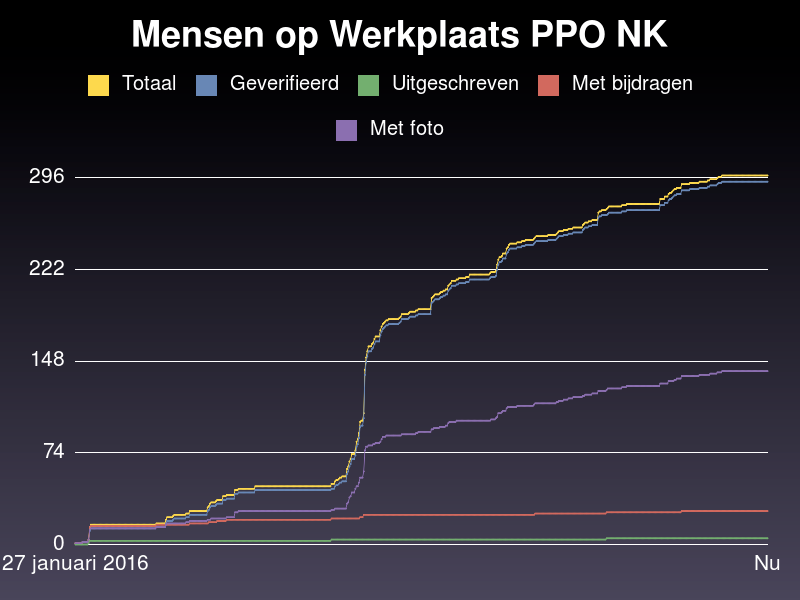 Mensen op Werkplaats PPO NK
Totaal Geverifieerd Uitgeschreven Met bijdragen
Met foto
296
222
148
74
0
27 januari 2016 Nu